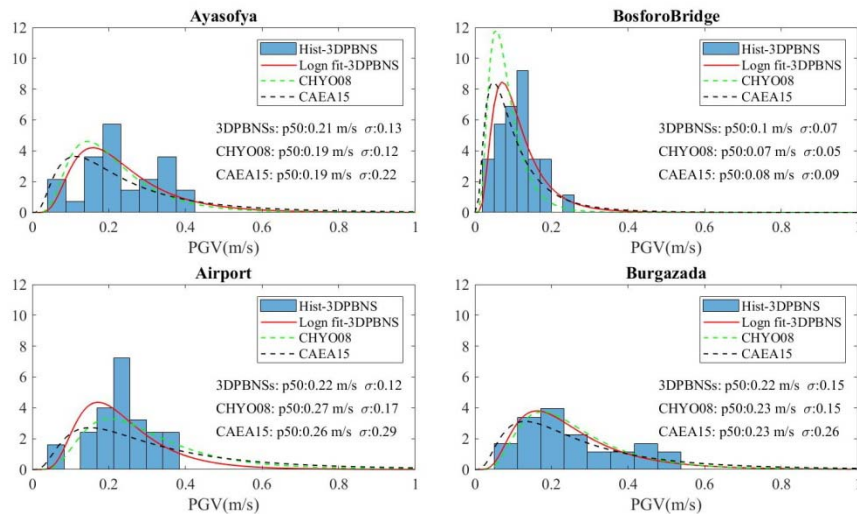 Ayasofya
12
10
8
6
4
2
0
Hist-3DPBNS
Logn fit-3DPBNS
CHYO08
CAEA15
3DPBNSs: p50:0.21 m/s σ:0.13
CHYO08: p50:0.19 m/s σ:0.12
CAEA15: p50:0.19 m/s σ:0.22
0 0.2 0.4 0.6 0.8 1
PGV(m/s)
BosforoBridge
12
10
8
6
4
2
0
Hist-3DPBNS
Logn fit-3DPBNS
CHYO08
CAEA15
3DPBNSs: p50:0.1 m/s σ:0.07
CHYO08: p50:0.07 m/s σ:0.05
CAEA15: p50:0.08 m/s σ:0.09
0 0.2 0.4 0.6 0.8 1
PGV(m/s)
Airport
12
10
8
6
4
2
0
Hist-3DPBNS
Logn fit-3DPBNS
CHYO08
CAEA15
3DPBNSs: p50:0.22 m/s σ:0.12
CHYO08: p50:0.27 m/s σ:0.17
CAEA15: p50:0.26 m/s σ:0.29
0 0.2 0.4 0.6 0.8 1
PGV(m/s)
Burgazada
12
10
8
6
4
2
0
Hist-3DPBNS
Logn fit-3DPBNS
CHYO08
CAEA15
3DPBNSs: p50:0.22 m/s σ:0.15
CHYO08: p50:0.23 m/s σ:0.15
CAEA15: p50:0.23 m/s σ:0.26
0 0.2 0.4 0.6 0.8 1
PGV(m/s)